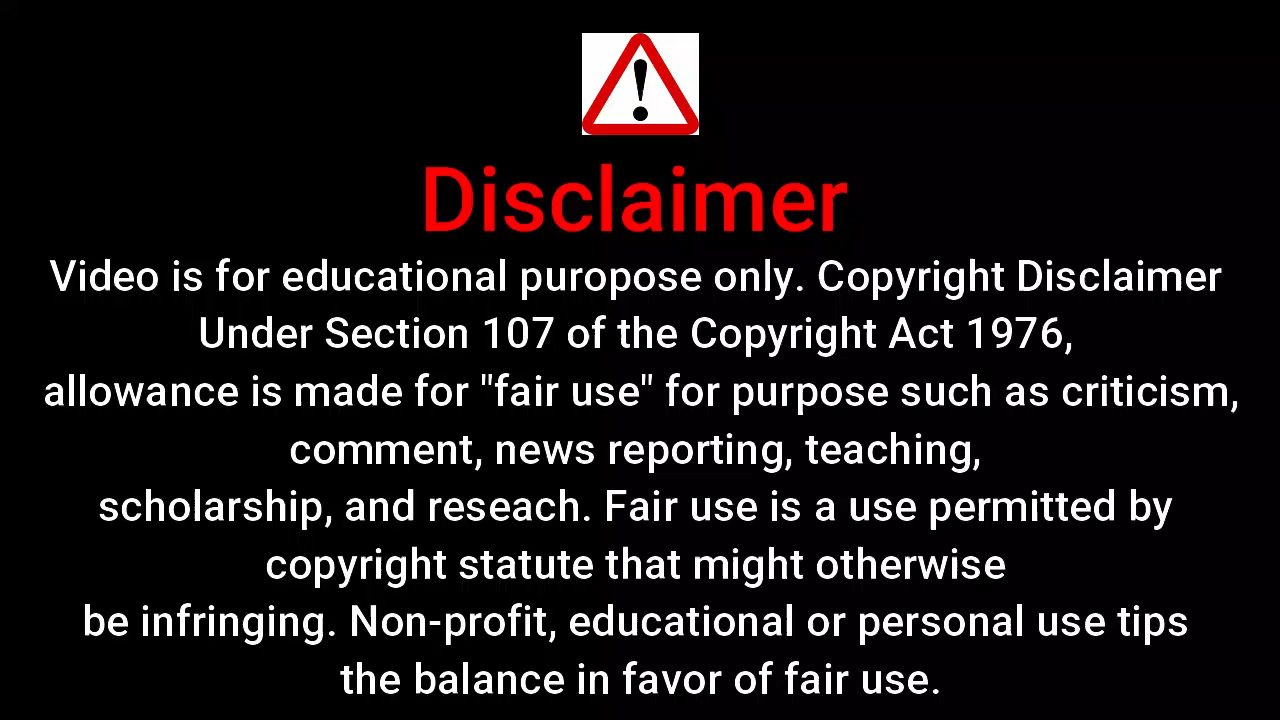 Disclaimer
Video is for educational puropose only. Copyright Disclaimer
Under Section 107 of the Copyright Act 1976,
allowance is made for "fair use" for purpose such as criticism,
comment, news reporting, teaching,
scholarship, and reseach. Fair use is a use permitted by
copyright statute that might otherwise
be infringing. Non-profit, educational or personal use tips
the balance in favor of fair use.